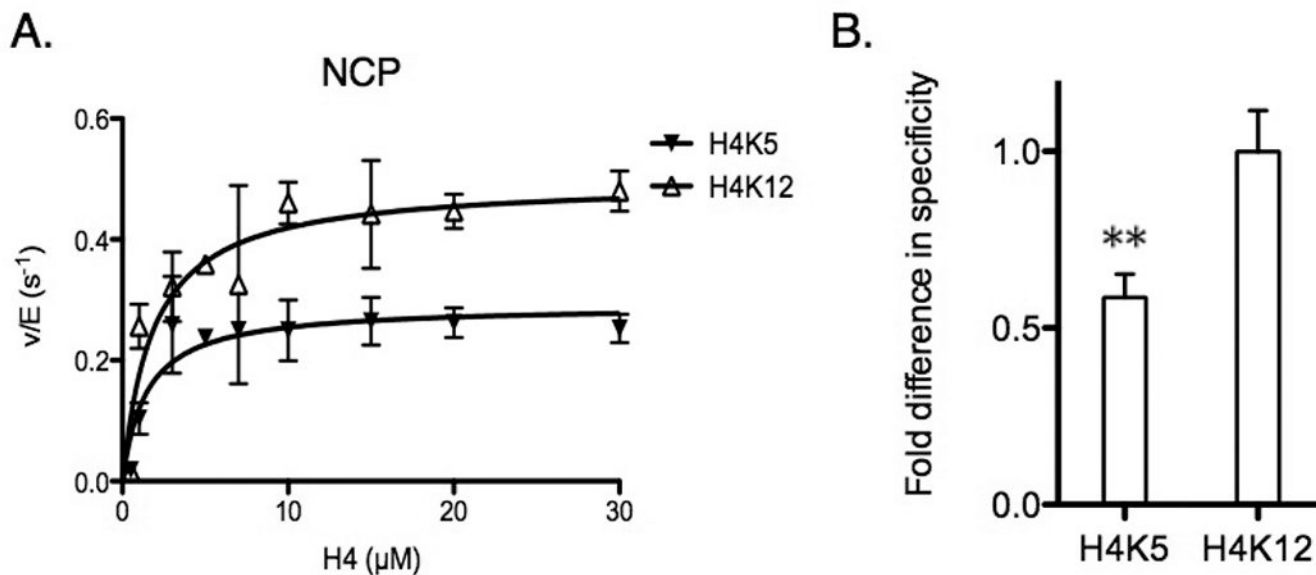 A.
NCP
0.6
0.4
0.2
0.0
v/E (s⁻¹)
0 10 20 30
H4 (µM)
H4K5
H4K12
B.
Fold difference in specificity
1.0
0.5
0.0
**
H4K5 H4K12